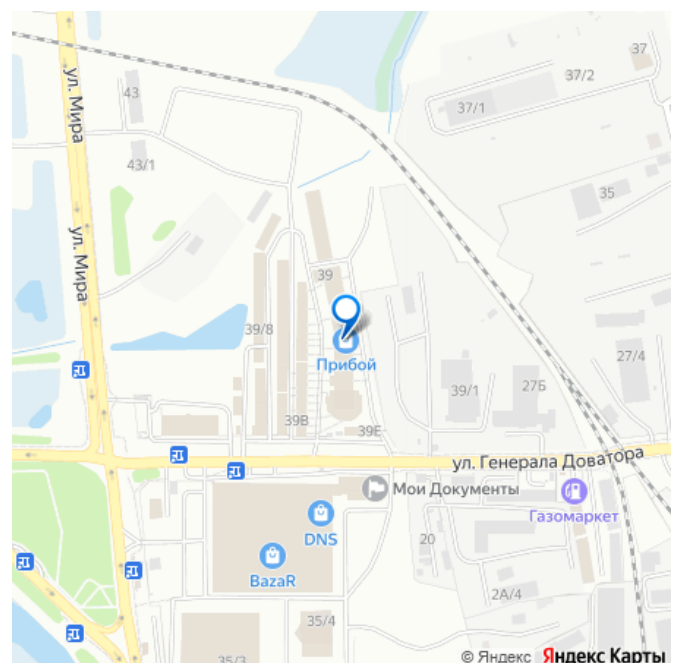 37
37/2
43
37/1
ул. Мира
43/1
35
ул. Мира
39
39/8
27/4
Прибой
39/1
27Б
39В
39Е
ул. Генерала Доватора
Мои Документы
Газомаркет
DNS
20
BazaR
2А/4
35/4
35/3
© Яндекс Яндекс Карты